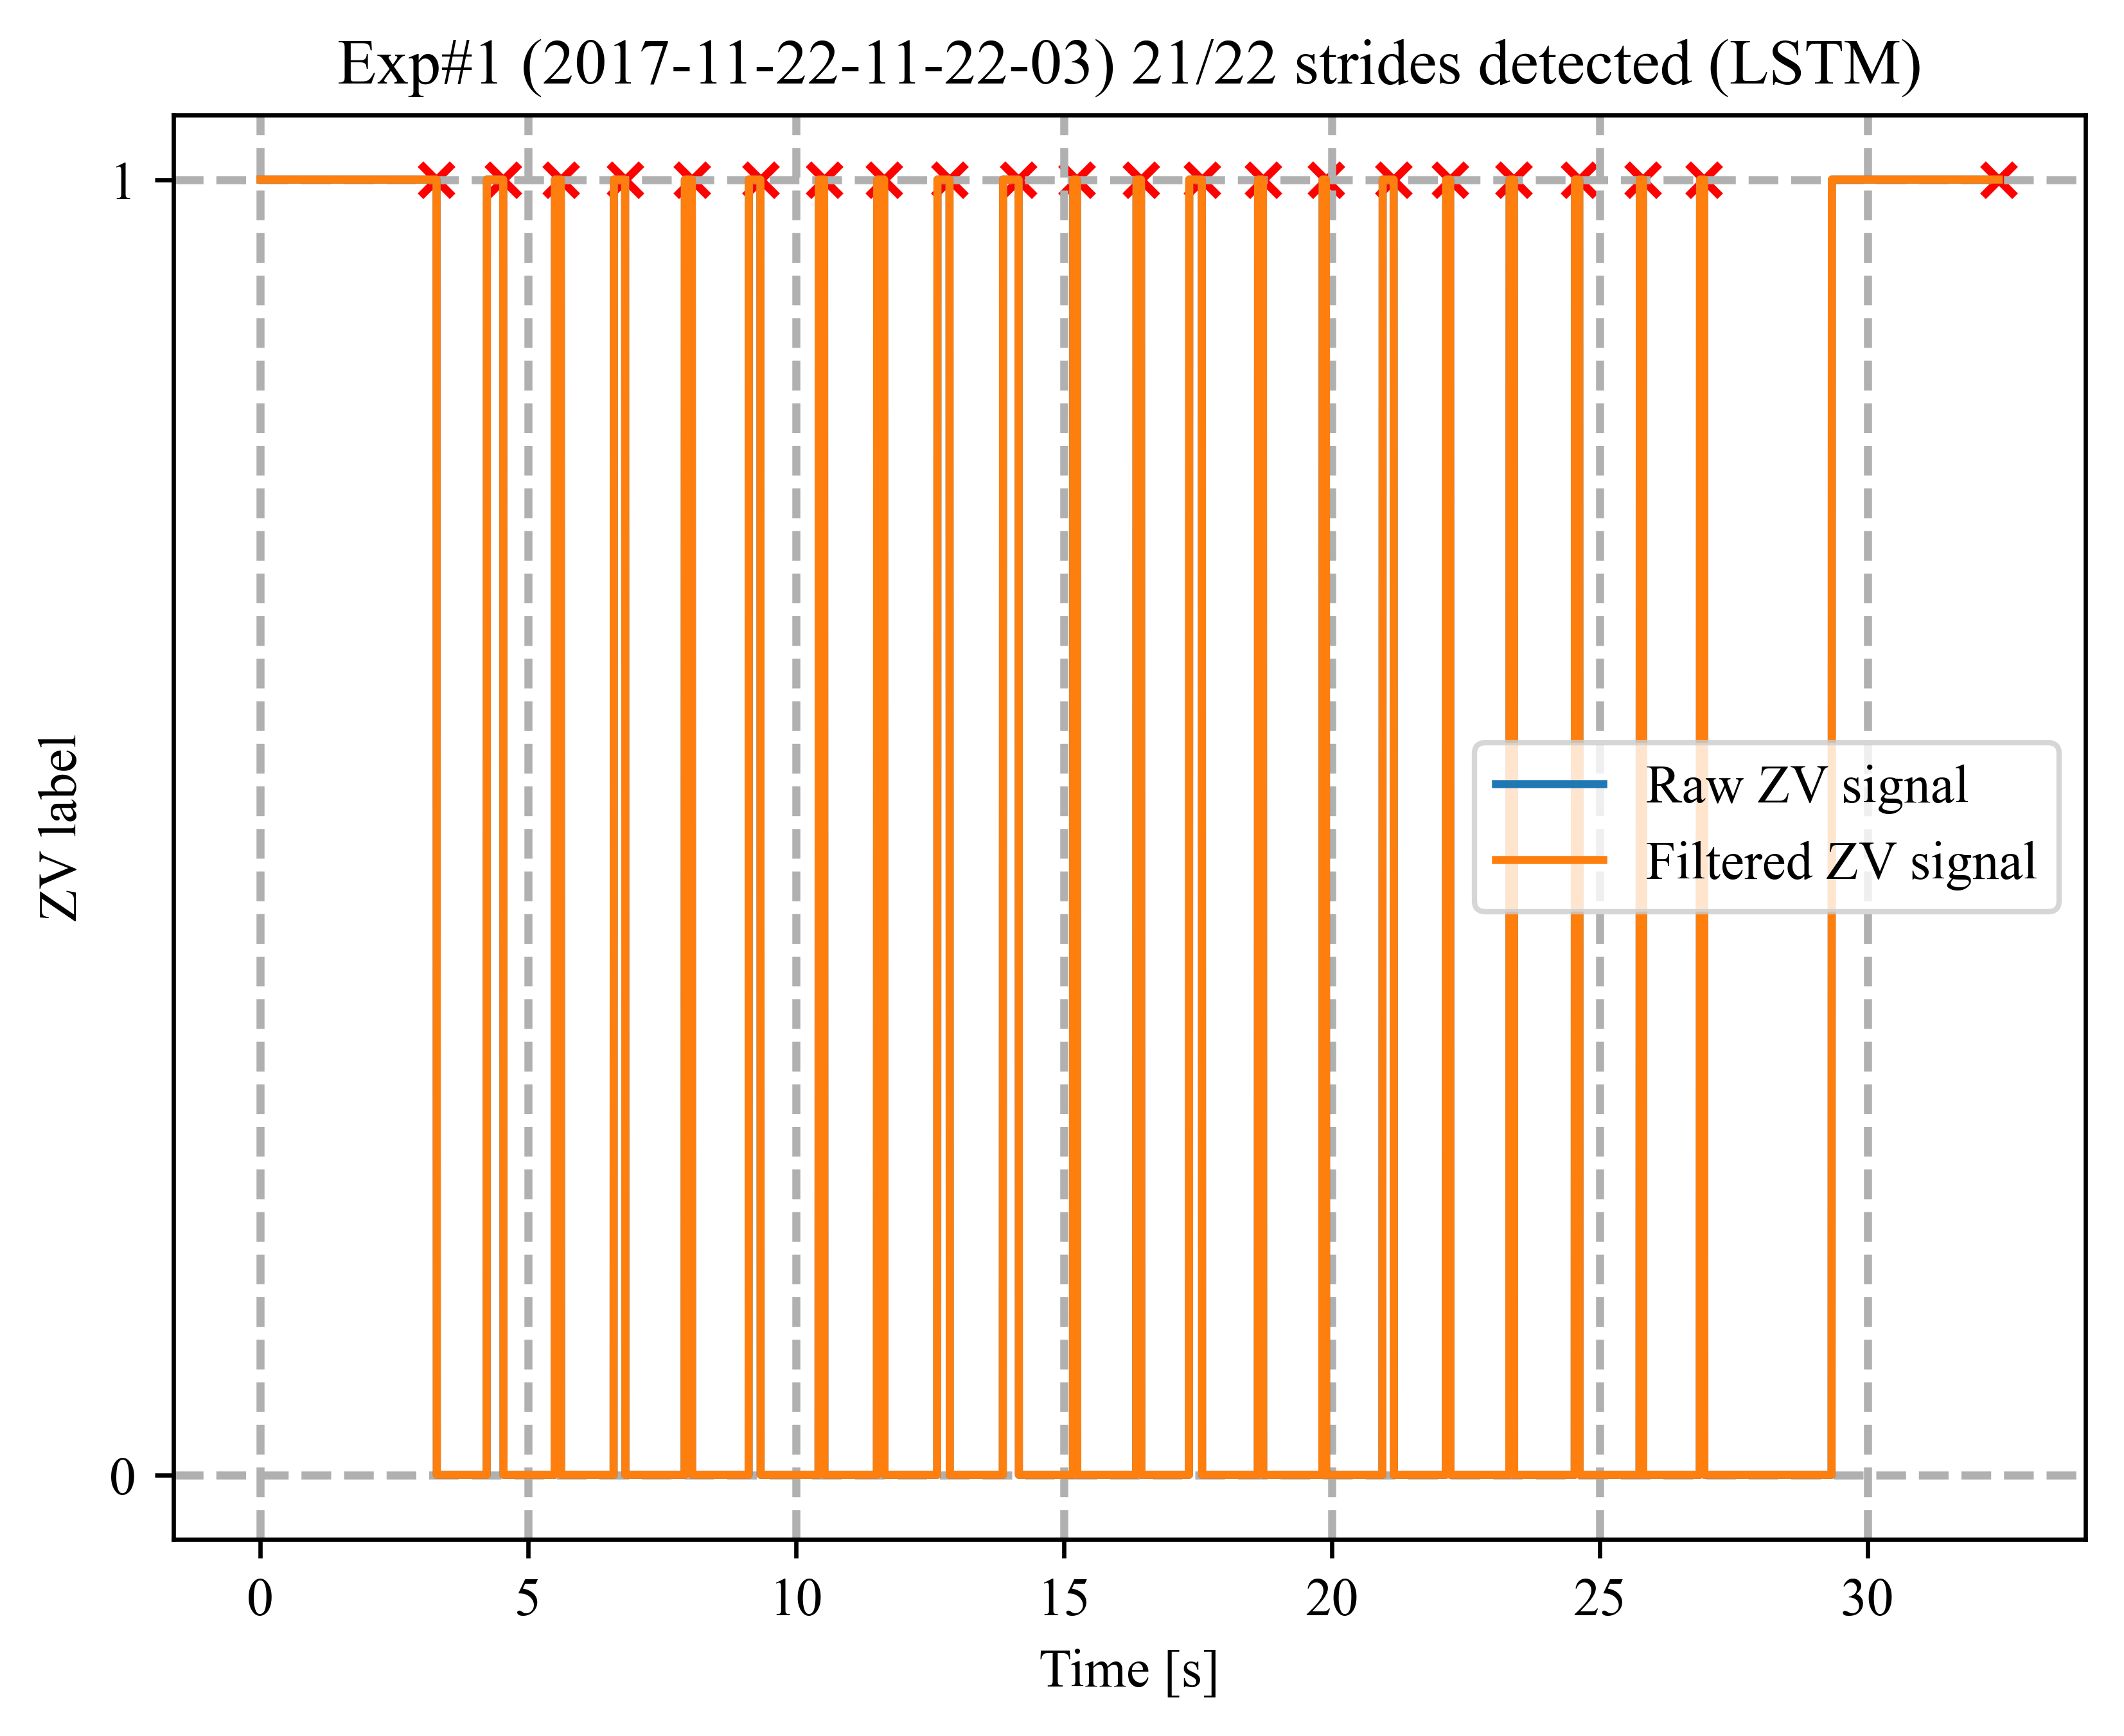 Exp#1 (2017-11-22-11-22-03) 21/22 strides detected (LSTM)
1
ZV label
Raw ZV signal
Filtered ZV signal
0
0 5 10 15 20 25 30
Time [s]